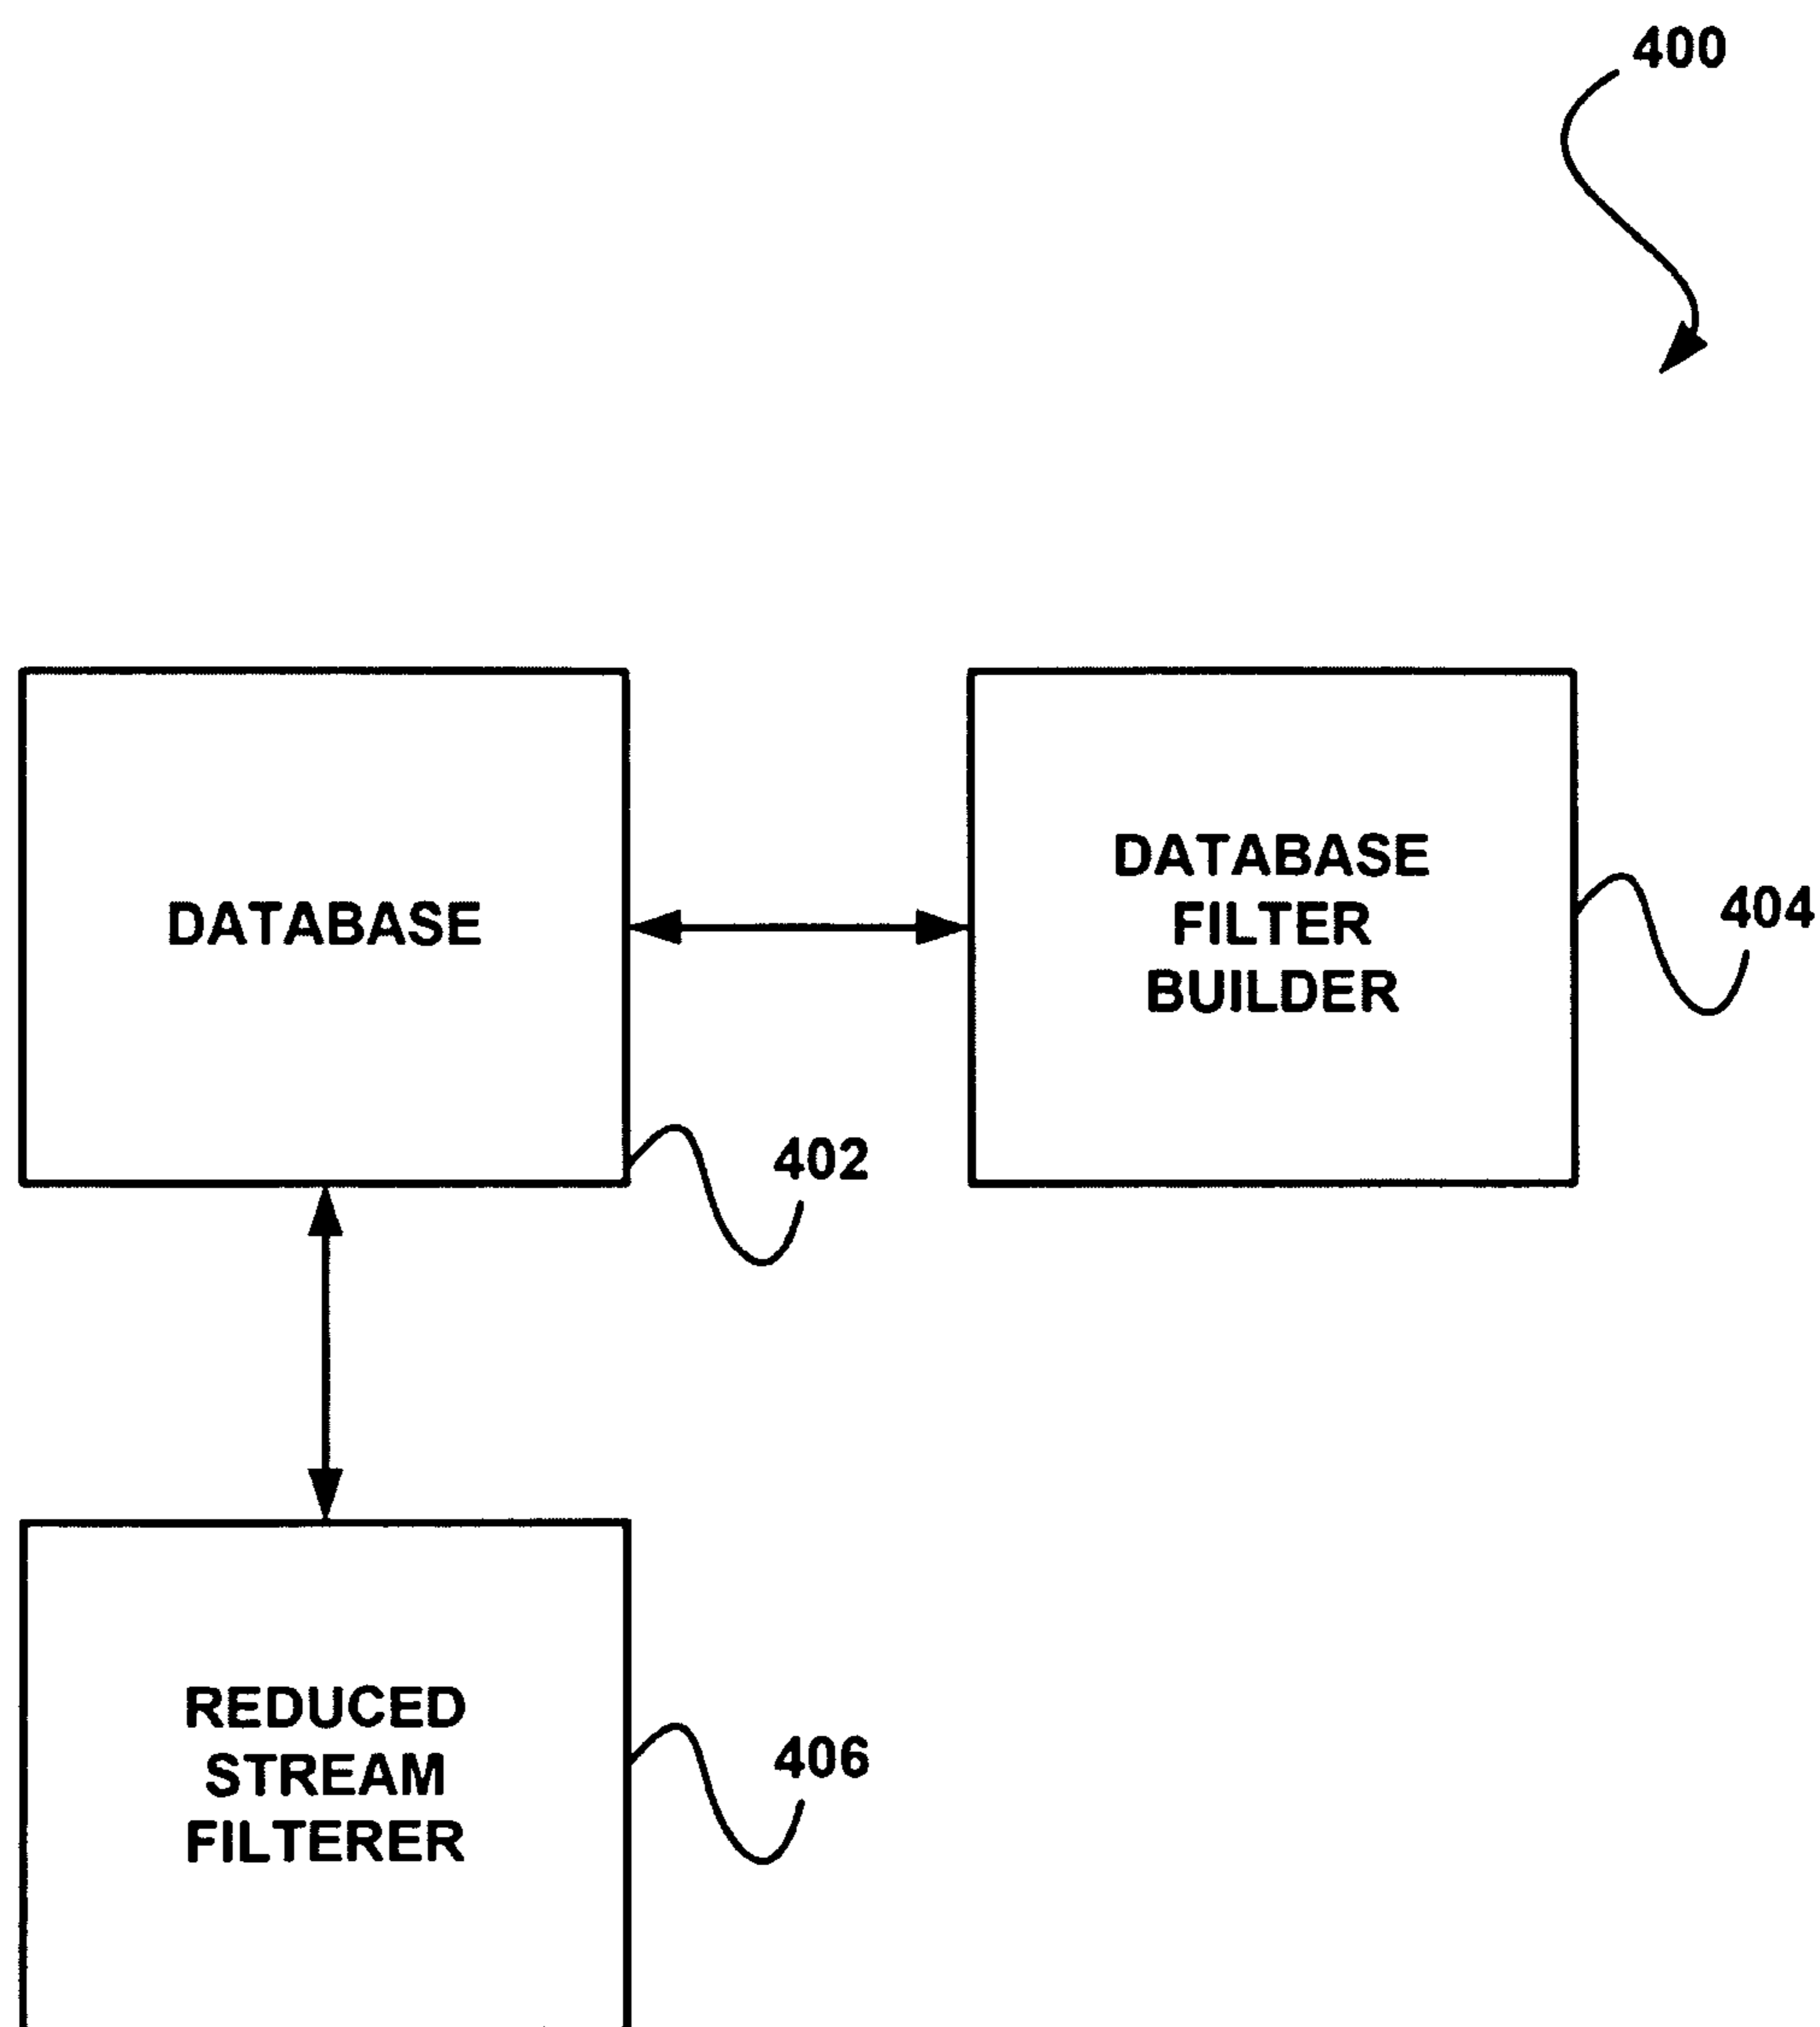 400
DATABASE
DATABASE
FILTER
BUILDER
404
402
REDUCED
STREAM
FILTERER
406